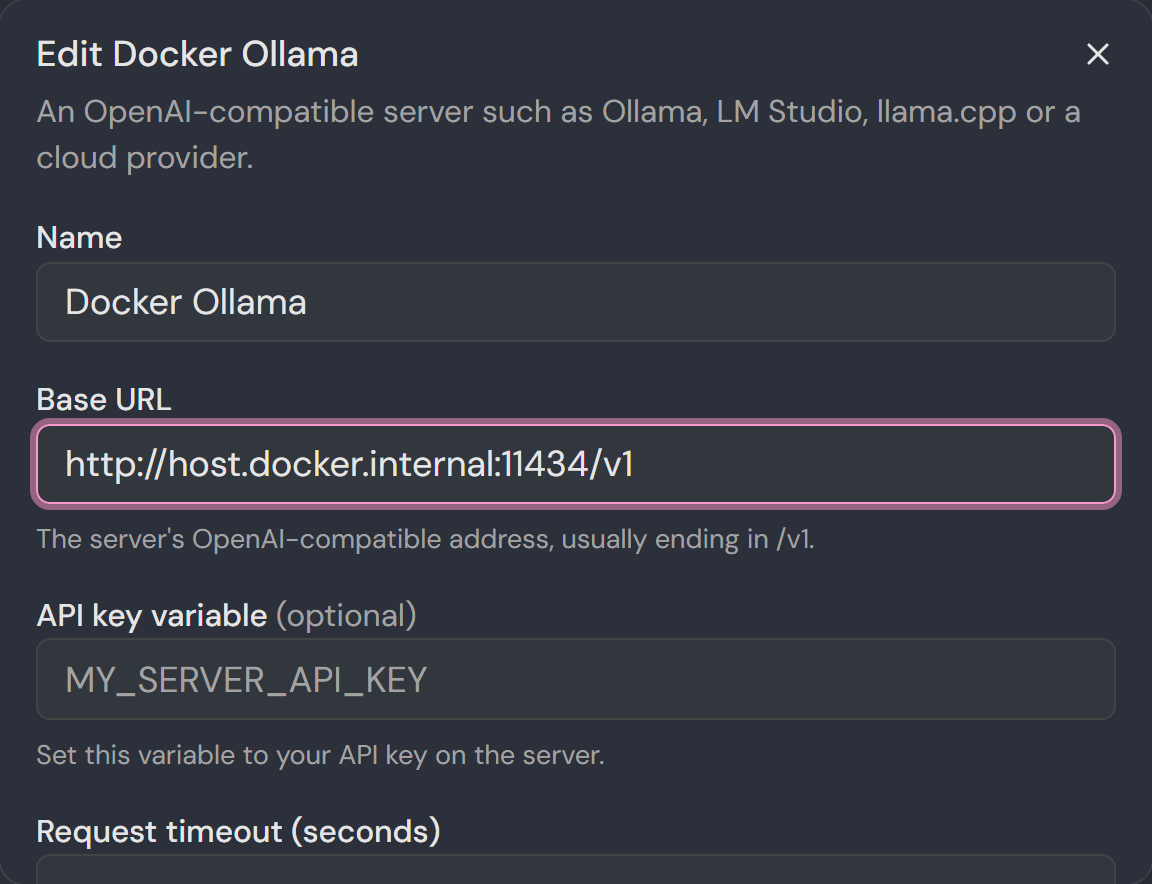 Edit Docker Ollama
An OpenAI-compatible server such as Ollama, LM Studio, llama.cpp or a
cloud provider.
Name
Docker Ollama
Base URL
http://host.docker.internal:11434/v1
The server's OpenAI-compatible address, usually ending in /v1.
API key variable (optional)
MY_SERVER_API_KEY
Set this variable to your API key on the server.
Request timeout (seconds)